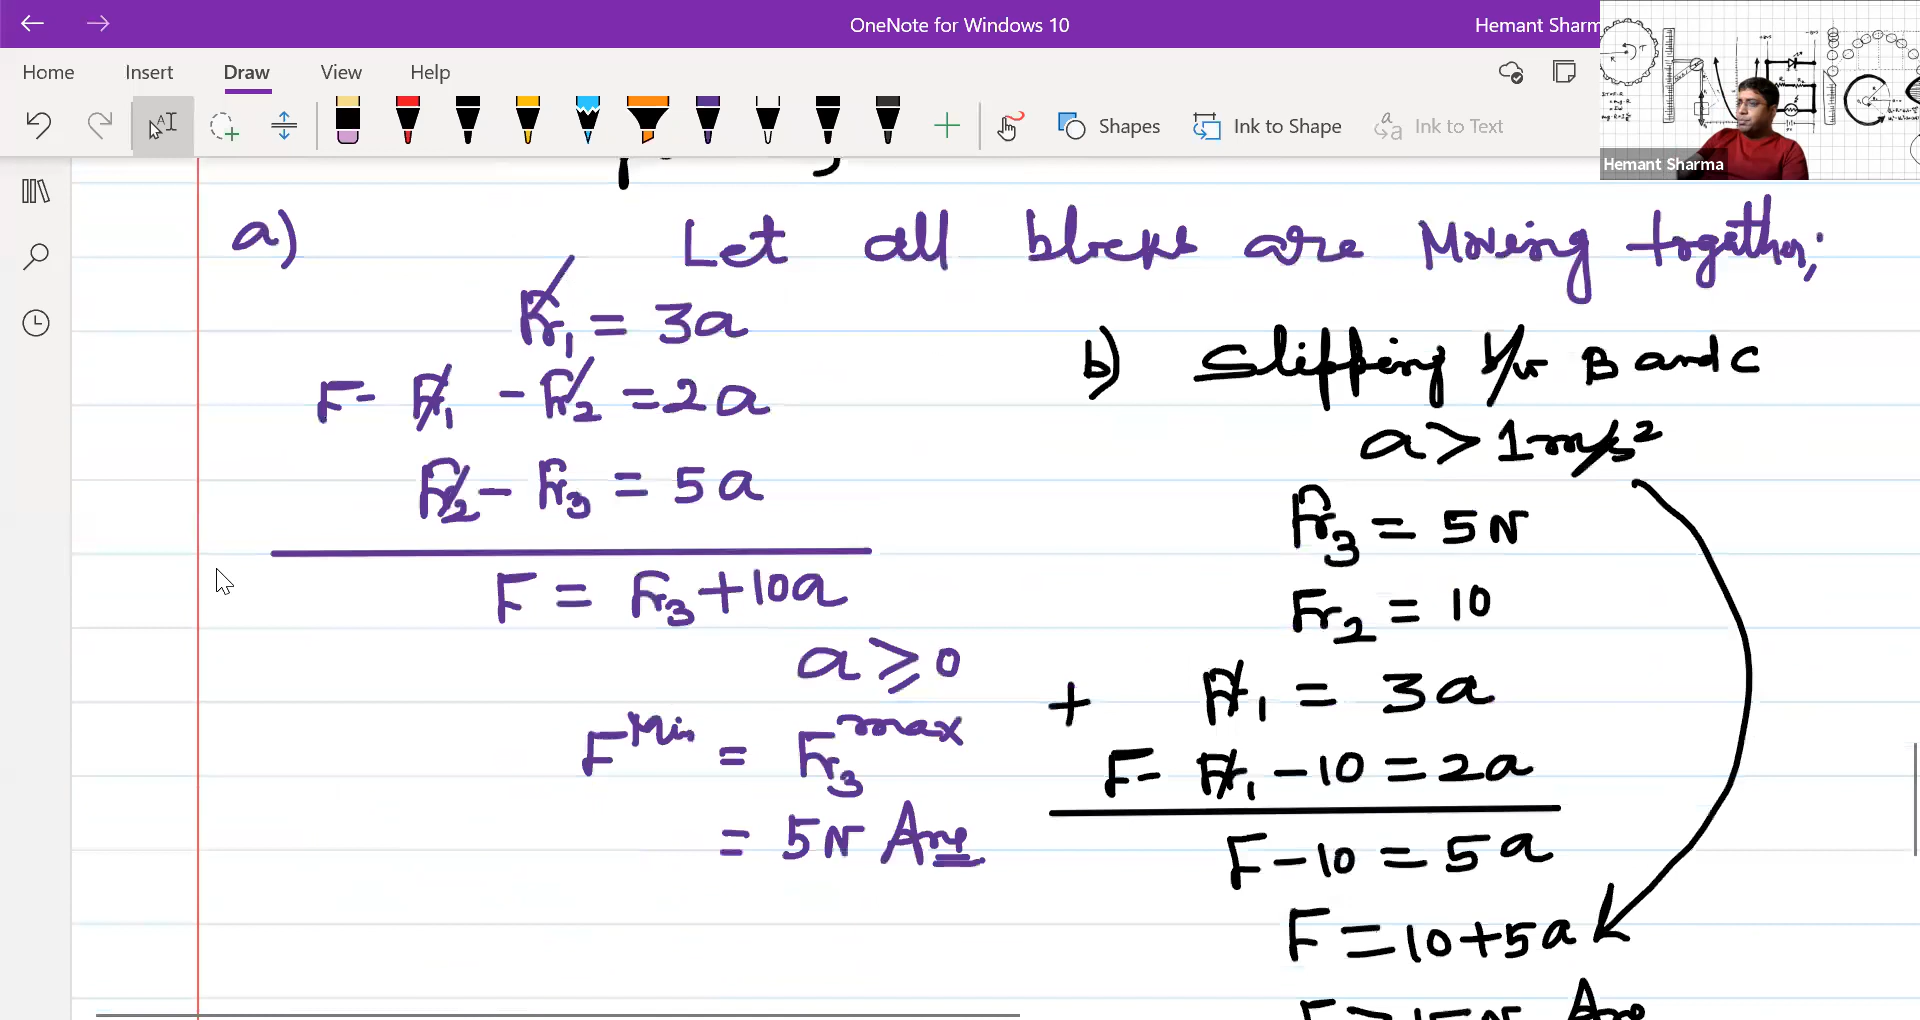 OneNote for Windows 10
Hemant Sharm
Home Insert Draw View Help
Shapes Ink to Shape Ink to Text
Hemant Sharma
a) Let all blocks are Moving together;
Fr1 = 3a
F - Fr1 - Fr2 = 2a
Fr2 - Fr3 = 5a
F = Fr3 + 10a
a ≥ 0
F^Min = Fr3^max
= 5N Ans
b) Slipping b/w B and C
a > 1 m/s²
Fr3 = 5N
Fr2 = 10
+ Fr1 = 3a
F - Fr1 - 10 = 2a
F - 10 = 5a
F = 10 + 5a